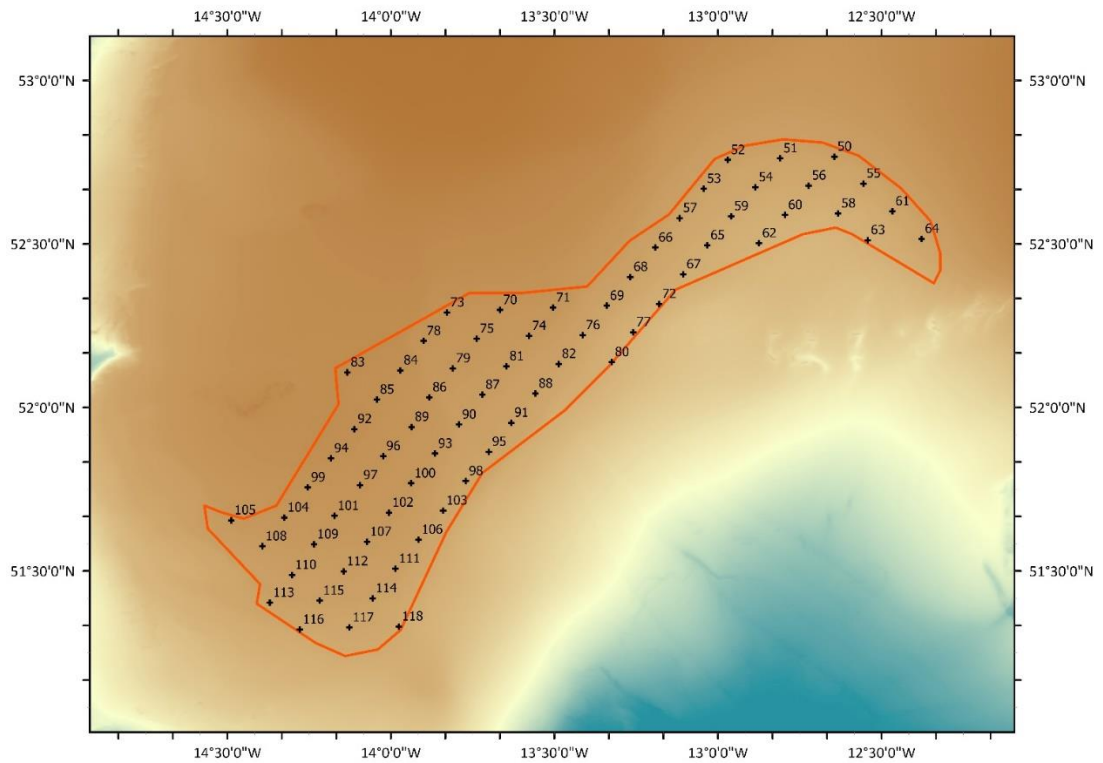 14°30'0"W 14°0'0"W 13°30'0"W 13°0'0"W 12°30'0"W
53°0'0"N 53°0'0"N
52 51 50
53 54 56 55
57 59 60 58 61
66 65 62 63 64
52°30'0"N 52°30'0"N
68 67
73 70 71 69 72
78 75 74 76 77
83 84 79 81 82 80
85 86 87 88
52°0'0"N 52°0'0"N
92 89 90 91
94 96 93 95
99 97 100 98
105 104 101 102 103
108 109 107 106
51°30'0"N 51°30'0"N
110 112 111
113 115 114
116 117 118
14°30'0"W 14°0'0"W 13°30'0"W 13°0'0"W 12°30'0"W